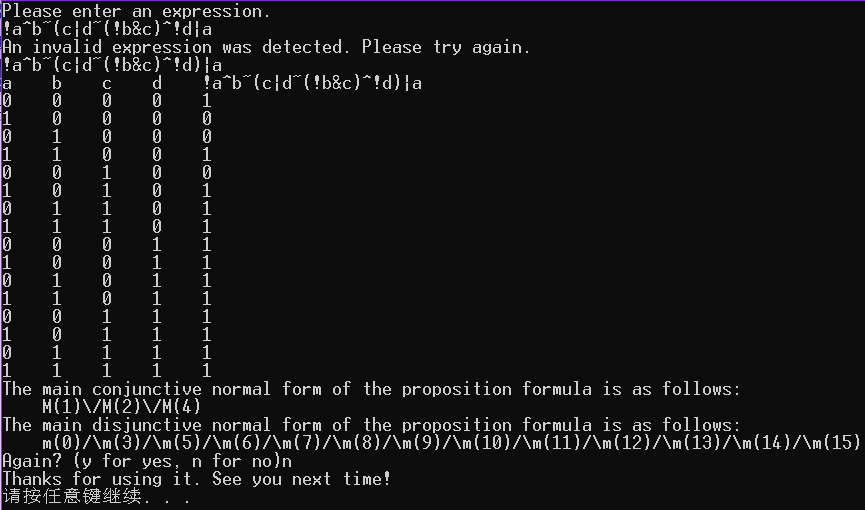 Please enter an expression.
!a^b~(c|d~(!b&c)^!d|a
An invalid expression was detected. Please try again.
!a^b~(c|d~(!b&c)^!d)|a
a b c d !a^b~(c|d~(!b&c)^!d)|a
0 0 0 0 1
1 0 0 0 0
0 1 0 0 0
1 1 0 0 1
0 0 1 0 0
1 0 1 0 1
0 1 1 0 1
1 1 1 0 1
0 0 0 1 1
1 0 0 1 1
0 1 0 1 1
1 1 0 1 1
0 0 1 1 1
1 0 1 1 1
0 1 1 1 1
1 1 1 1 1
The main conjunctive normal form of the proposition formula is as follows:
M(1)\/M(2)\/M(4)
The main disjunctive normal form of the proposition formula is as follows:
m(0)/\m(3)/\m(5)/\m(6)/\m(7)/\m(8)/\m(9)/\m(10)/\m(11)/\m(12)/\m(13)/\m(14)/\m(15)
Again? (y for yes, n for no)n
Thanks for using it. See you next time!
请按任意键继续. . .